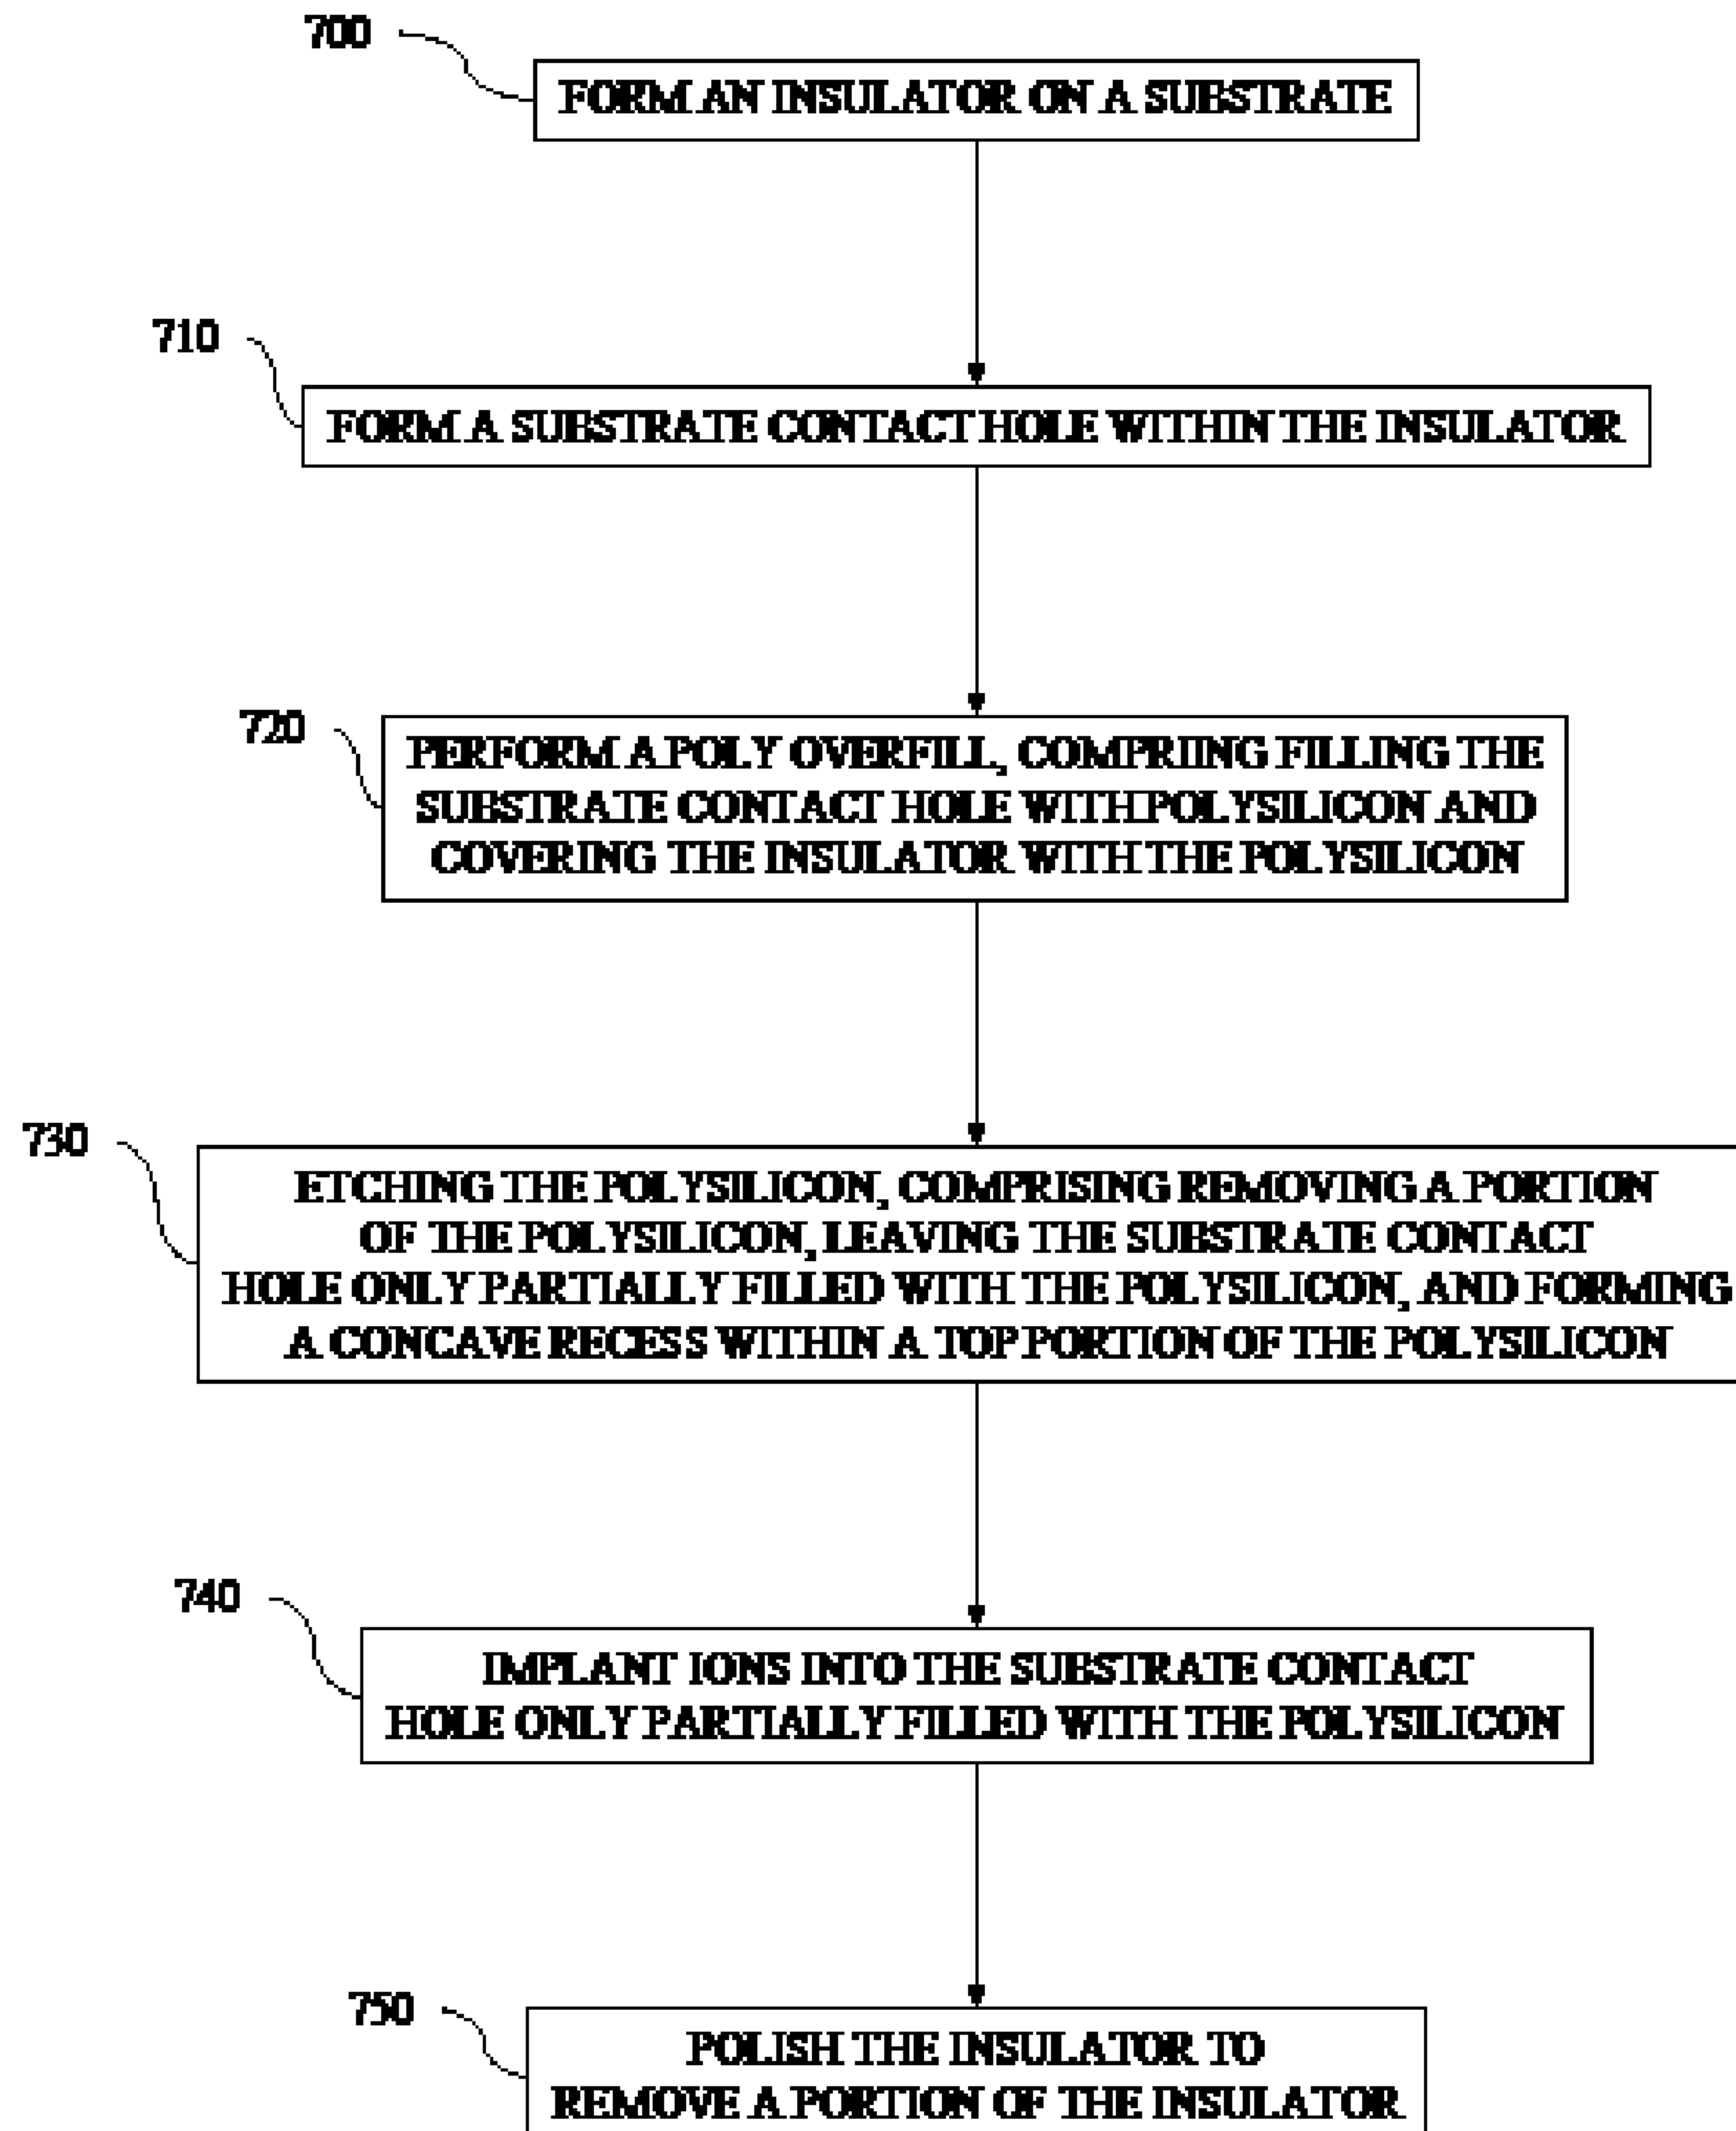 700
FORM AN INSULATOR ON A SUBSTRATE
710
FORM A SUBSTRATE CONTACT HOLE WITHIN THE INSULATOR
720
PERFORM A POLY OVERFILL, COMPRIING FILLING THE
SUBSTRATE CONTACT HOLE WITH POLYSILICON AND
COVERING THE INSULATOR WITH THE POLYSILICON
730
ETCHING THE POLYSILICON, COMPRISING REMOVING A PORTION
OF THE POLYSILICON, LEAVING THE SUBSTRATE CONTACT
HOLE ONLY PARTIALLY FILLED WITH THE POLYSILICON, AND FORMING
A CONCAVE RECESS WITHIN A TOP PORTION OF THE POLYSILICON
740
IMPLANT IONS INTO THE SUBSTRATE CONTACT
HOLE ONLY PARTIALLY FILLED WITH THE POLYSILICON
750
POLISH THE INSULATOR TO
REMOVE A PORTION OF THE INSULATOR